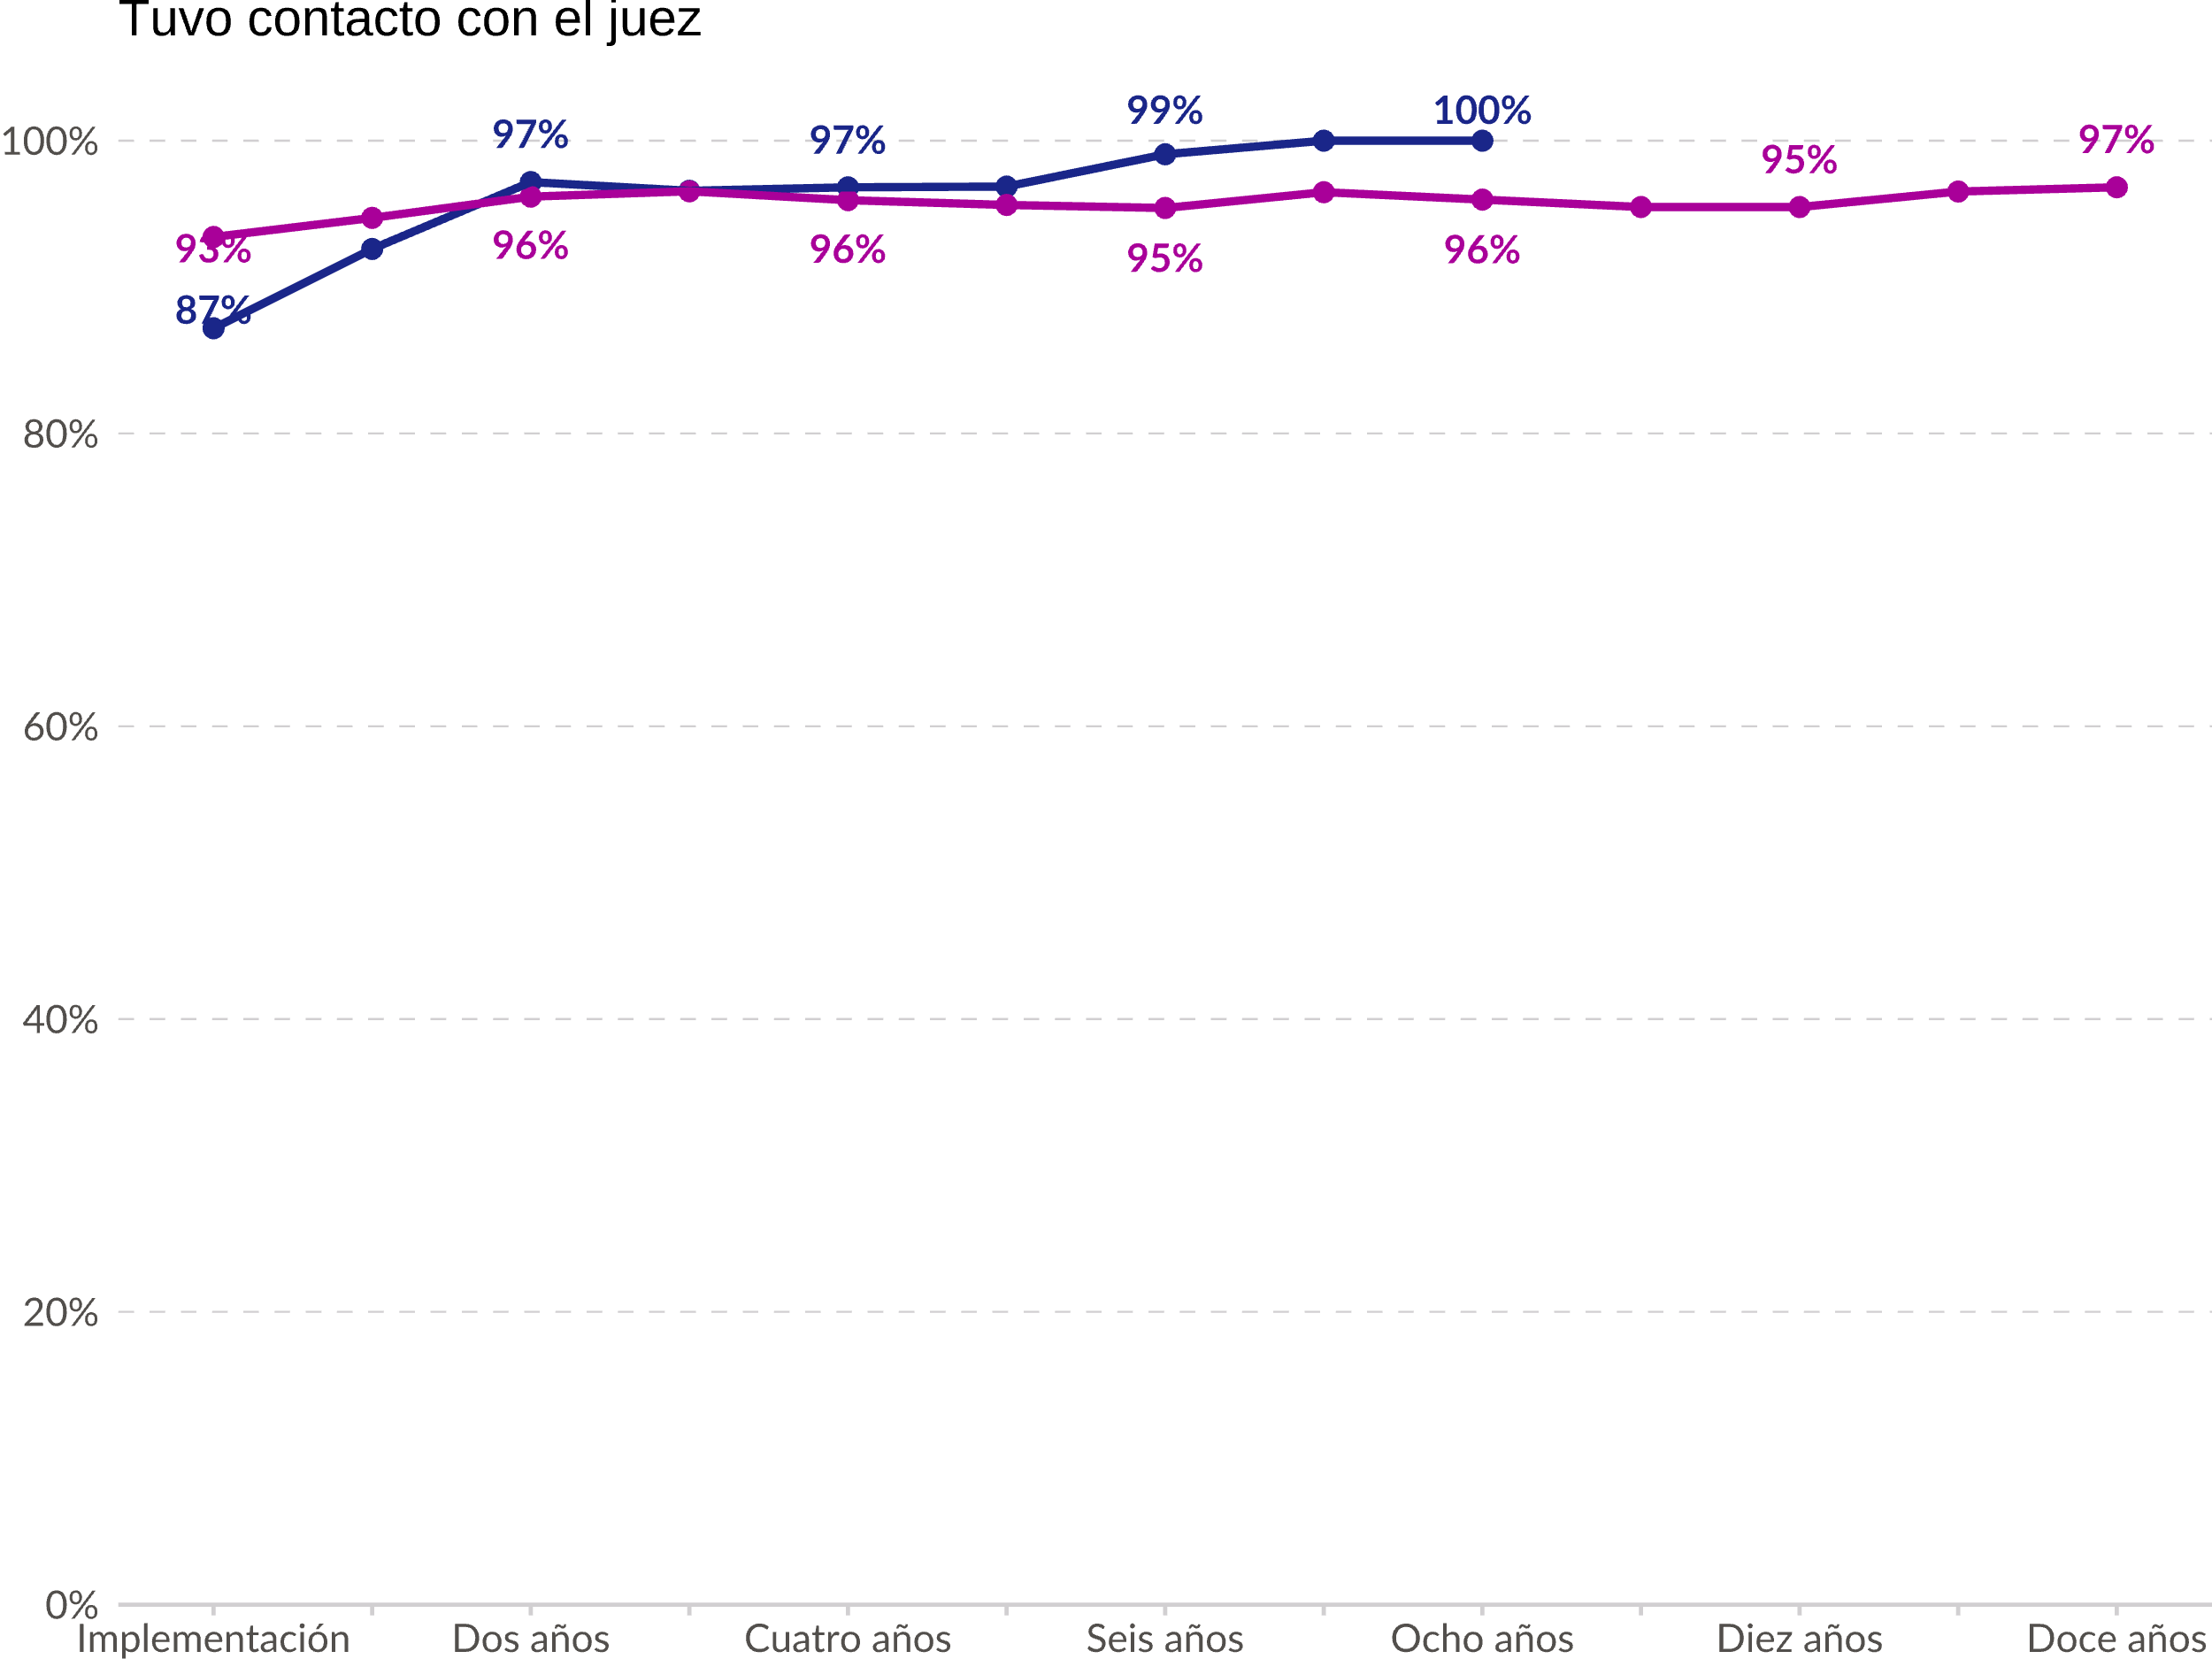 Tuvo contacto con el juez
99% 100%
97% 97% 97%
100%
95%
93% 96% 96% 95% 96%
87%
80%
60%
40%
20%
0%
Implementación Dos años Cuatro años Seis años Ocho años Diez años Doce años